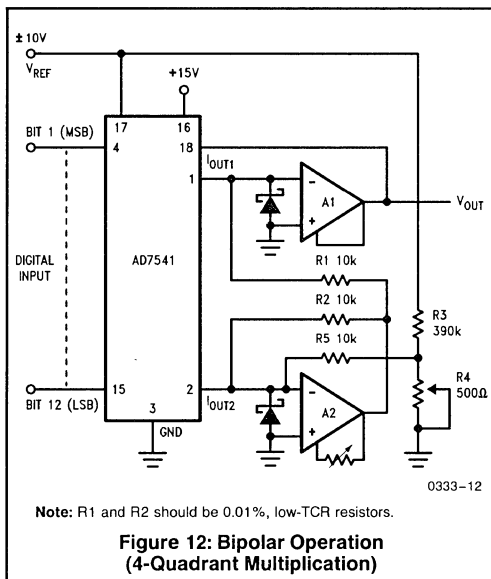 ± 10V
VREF
+15V
BIT 1 (MSB)
17
16
4
18
IOUT1
1
A1
VOUT
R1 10k
DIGITAL
INPUT
AD7541
R2 10k
R3
390k
R5 10k
R4
500Ω
15
2
BIT 12 (LSB)
IOUT2
A2
3
GND
0333-12
Note: R1 and R2 should be 0.01%, low-TCR resistors.
Figure 12: Bipolar Operation
(4-Quadrant Multiplication)